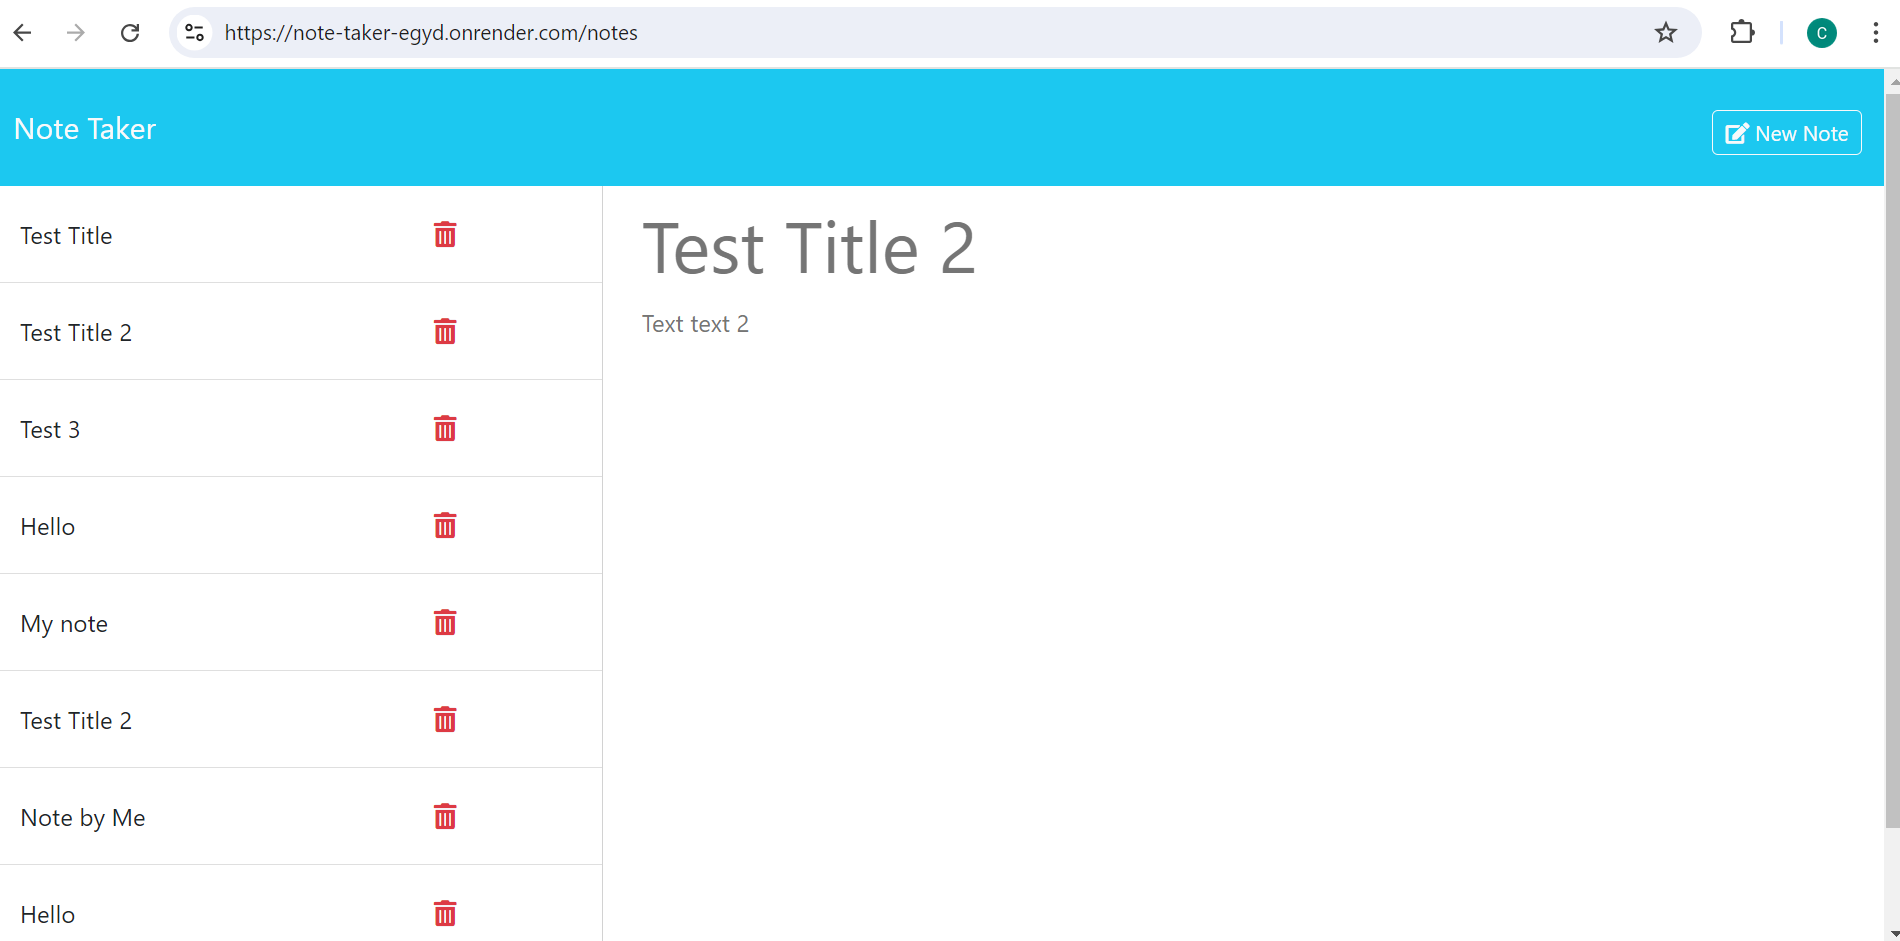 https://note-taker-egyd.onrender.com/notes
C
Note Taker
New Note
Test Title
Test Title 2
Test 3
Hello
My note
Test Title 2
Note by Me
Hello
Test Title 2
Text text 2